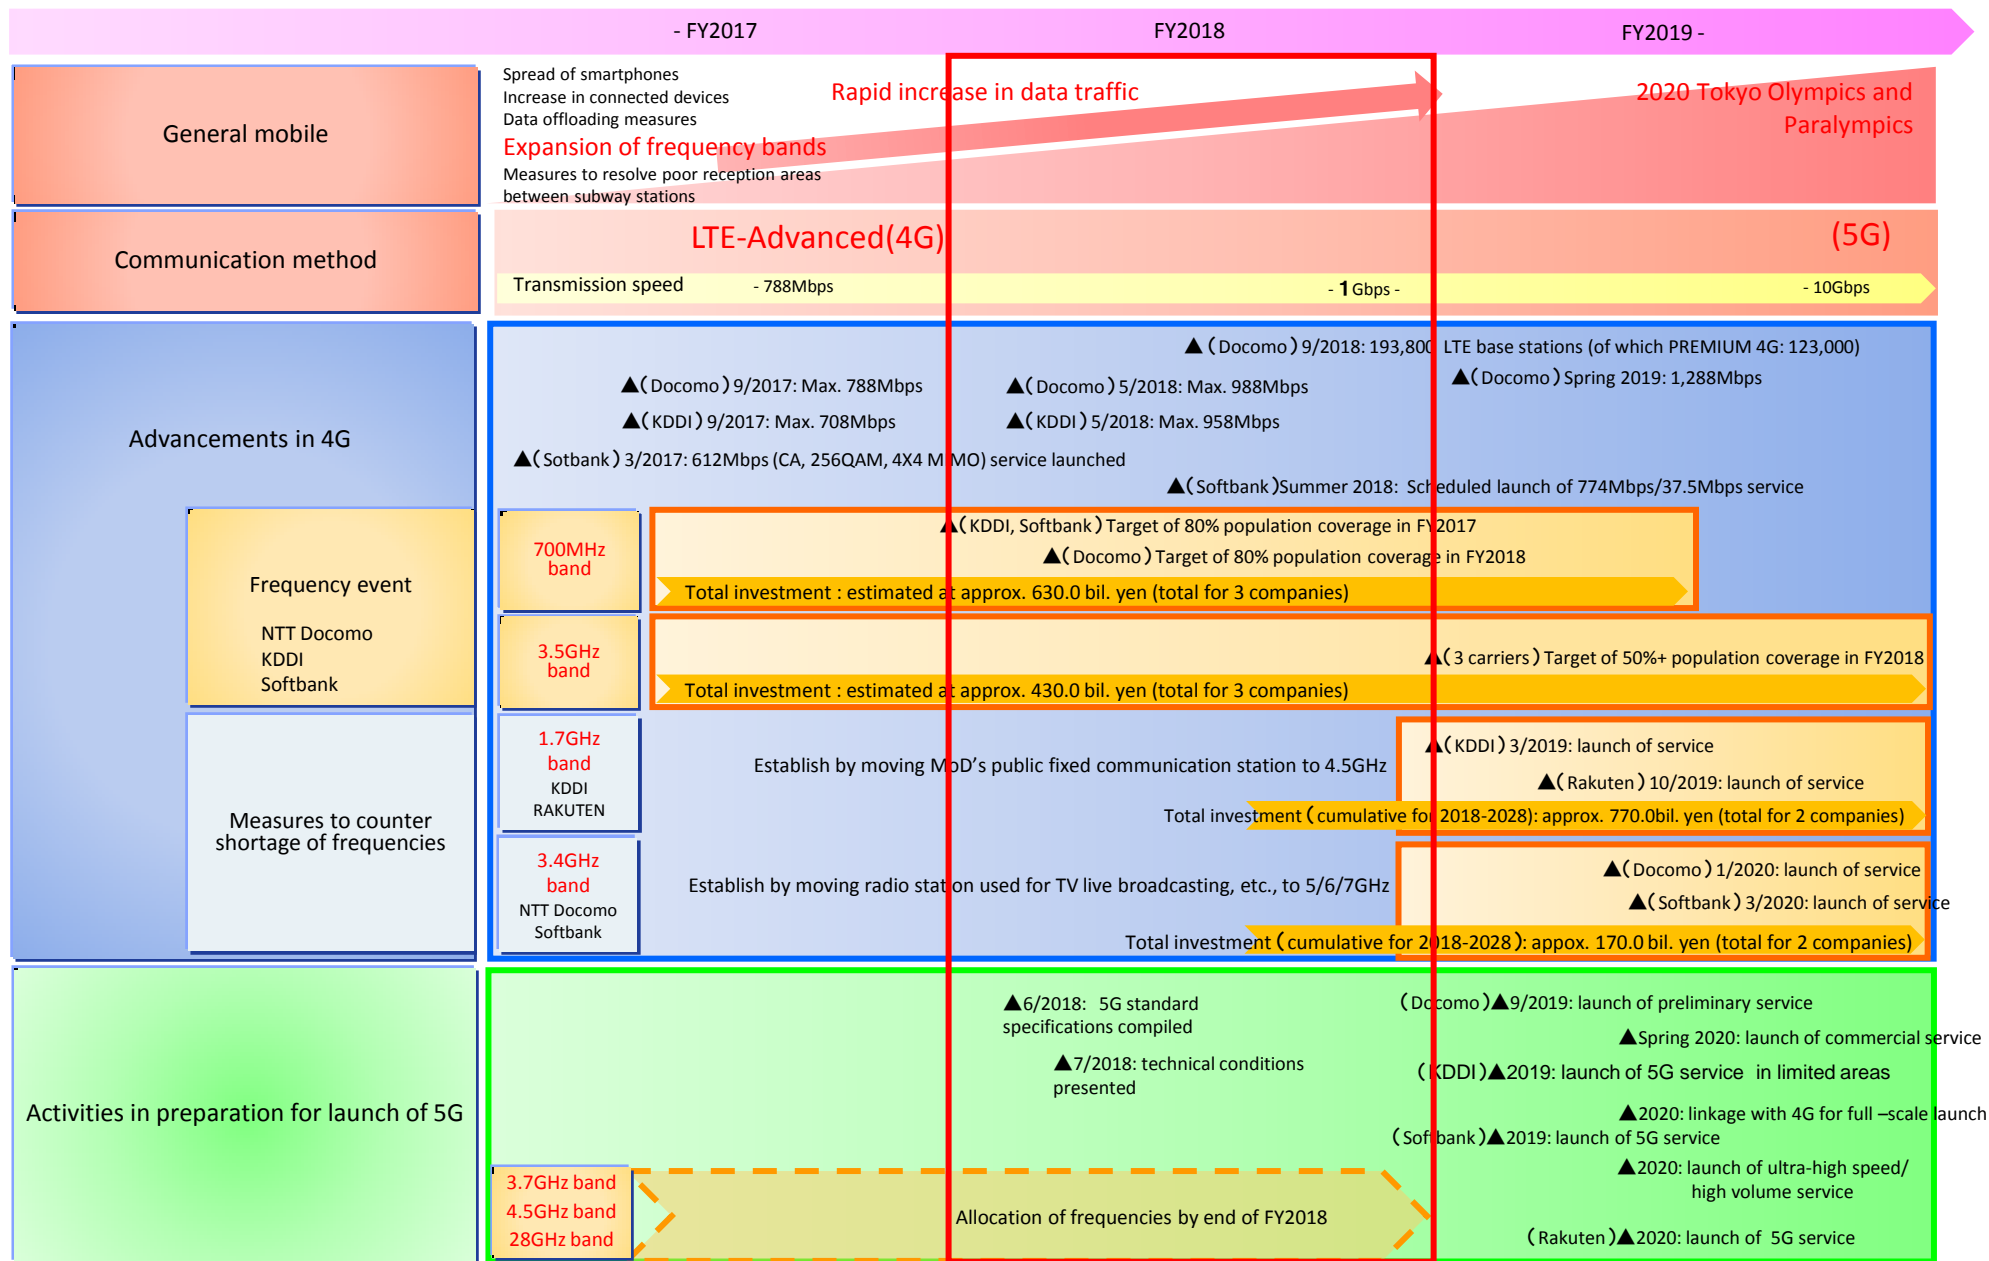 - FY2017
FY2018
FY2019 -
General mobile
Spread of smartphones
Increase in connected devices
Data offloading measures
Expansion of frequency bands
Measures to resolve poor reception areas
between subway stations
Rapid increase in data traffic
2020 Tokyo Olympics and
Paralympics
Communication method
LTE-Advanced(4G)
(5G)
Transmission speed
- 788Mbps
- 1 Gbps -
- 10Gbps
Advancements in 4G
▲(Docomo) 9/2018: 193,800 LTE base stations (of which PREMIUM 4G: 123,000)
▲(Docomo) 9/2017: Max. 788Mbps
▲(Docomo) 5/2018: Max. 988Mbps
▲(Docomo) Spring 2019: 1,288Mbps
▲(KDDI) 9/2017: Max. 708Mbps
▲(KDDI) 5/2018: Max. 958Mbps
▲(Sotbank) 3/2017: 612Mbps (CA, 256QAM, 4X4 MIMO) service launched
▲(Softbank)Summer 2018: Scheduled launch of 774Mbps/37.5Mbps service
Frequency event
NTT Docomo
KDDI
Softbank
700MHz
band
▲(KDDI, Softbank) Target of 80% population coverage in FY2017
▲(Docomo) Target of 80% population coverage in FY2018
Total investment : estimated at approx. 630.0 bil. yen (total for 3 companies)
3.5GHz
band
▲(3 carriers) Target of 50%+ population coverage in FY2018
Total investment : estimated at approx. 430.0 bil. yen (total for 3 companies)
Measures to counter
shortage of frequencies
1.7GHz
band
KDDI
RAKUTEN
Establish by moving MoD's public fixed communication station to 4.5GHz
▲(KDDI) 3/2019: launch of service
▲(Rakuten) 10/2019: launch of service
Total investment (cumulative for 2018-2028): approx. 770.0bil. yen (total for 2 companies)
3.4GHz
band
NTT Docomo
Softbank
Establish by moving radio station used for TV live broadcasting, etc., to 5/6/7GHz
▲(Docomo) 1/2020: launch of service
▲(Softbank) 3/2020: launch of service
Total investment (cumulative for 2018-2028): appox. 170.0 bil. yen (total for 2 companies)
Activities in preparation for launch of 5G
▲6/2018: 5G standard
specifications compiled
▲7/2018: technical conditions
presented
(Docomo)▲9/2019: launch of preliminary service
▲Spring 2020: launch of commercial service
(KDDI)▲2019: launch of 5G service in limited areas
▲2020: linkage with 4G for full –scale launch
(Softbank)▲2019: launch of 5G service
▲2020: launch of ultra-high speed/
high volume service
(Rakuten)▲2020: launch of 5G service
3.7GHz band
4.5GHz band
28GHz band
Allocation of frequencies by end of FY2018